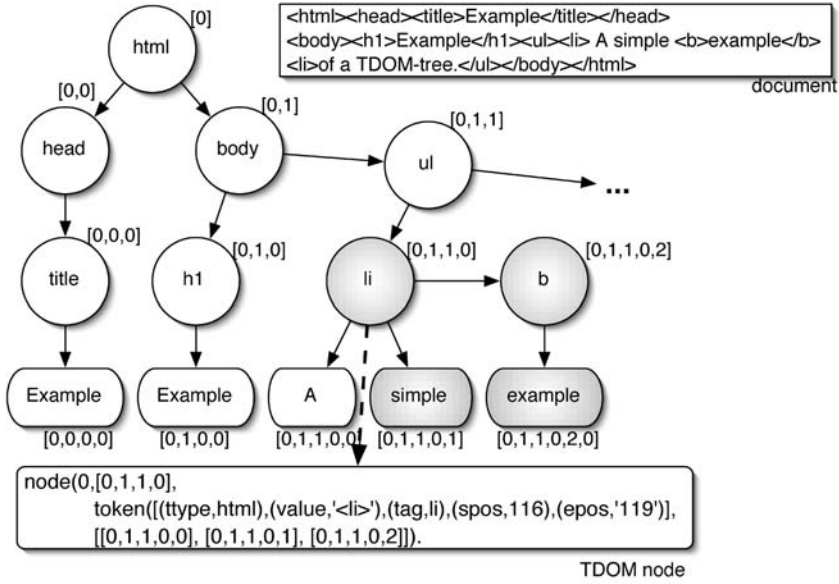 [0]
html
<html><head><title>Example</title></head>
<body><h1>Example</h1><ul><li> A simple <b>example</b>
<li>of a TDOM-tree.</ul></body></html>
document
[0,0]
head
[0,1]
body
[0,1,1]
ul
...
[0,0,0]
title
[0,1,0]
h1
[0,1,1,0]
li
[0,1,1,0,2]
b
Example
Example
A
simple
example
[0,0,0,0]
[0,1,0,0]
[0,1,1,0,0]
[0,1,1,0,1]
[0,1,1,0,2,0]
node(0,[0,1,1,0],
token([(ttype,html),(value,'<li>'),(tag,li),(spos,116),(epos,'119')],
[[0,1,1,0,0], [0,1,1,0,1], [0,1,1,0,2]]).
TDOM node